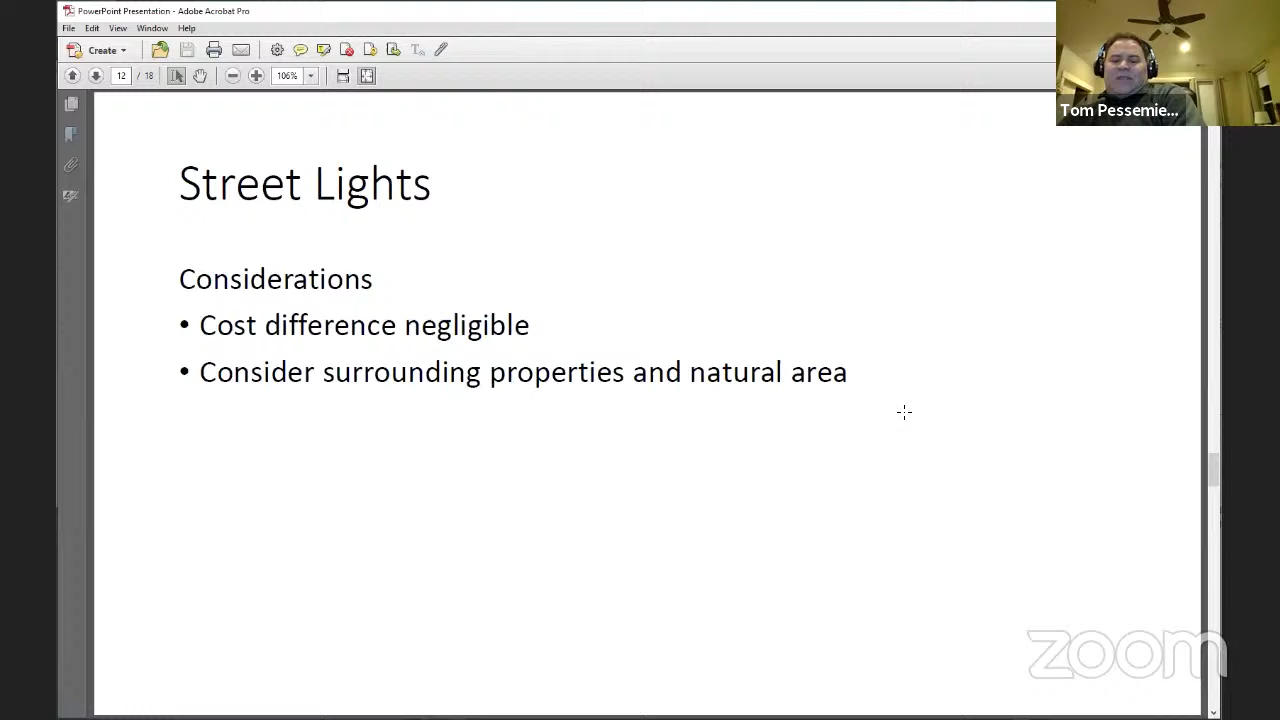 PowerPoint Presentation - Adobe Acrobat Pro
File Edit View Window Help
Create
12 / 18 106%
Tom Pessemie...
Street Lights
Considerations
• Cost difference negligible
• Consider surrounding properties and natural area
zoom